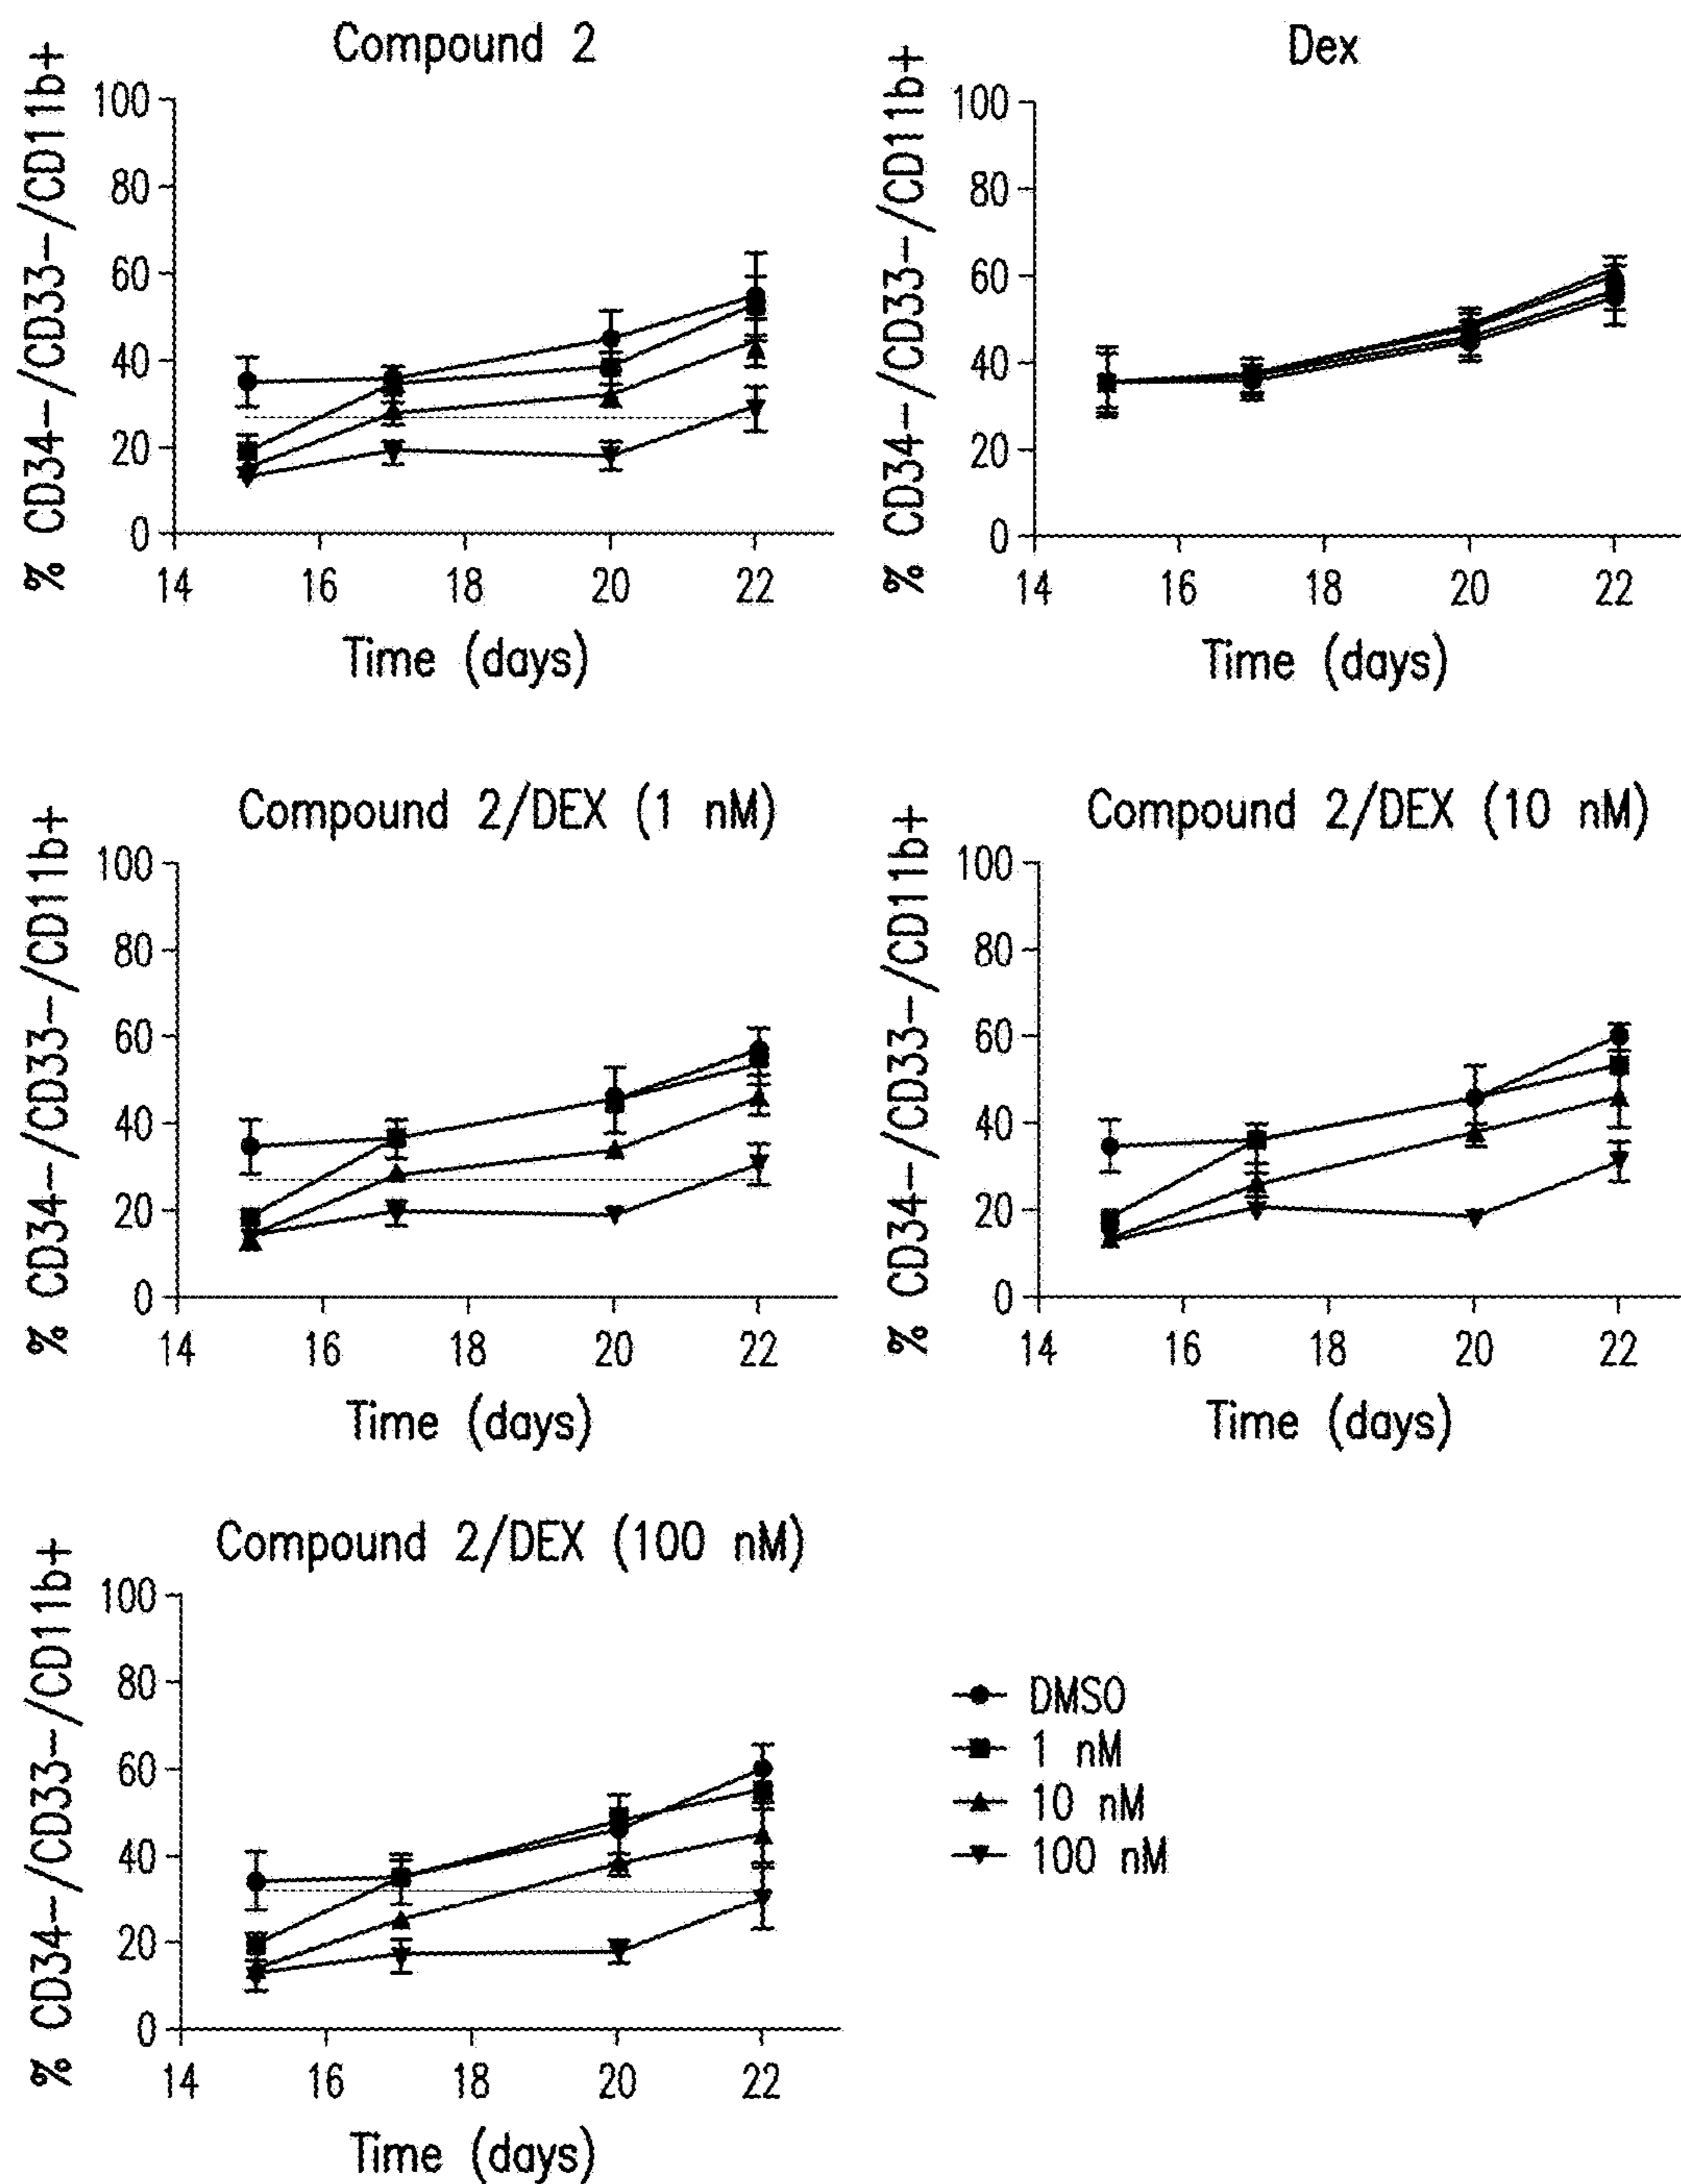 Compound 2
% CD34-/CD33-/CD11b+
100
80
60
40
20
0
14 16 18 20 22
Time (days)
Dex
% CD34-/CD33-/CD11b+
100
80
60
40
20
0
14 16 18 20 22
Time (days)
Compound 2/DEX (1 nM)
% CD34-/CD33-/CD11b+
100
80
60
40
20
0
14 16 18 20 22
Time (days)
Compound 2/DEX (10 nM)
% CD34-/CD33-/CD11b+
100
80
60
40
20
0
14 16 18 20 22
Time (days)
Compound 2/DEX (100 nM)
% CD34-/CD33-/CD11b+
100
80
60
40
20
0
14 16 18 20 22
Time (days)
DMSO
1 nM
10 nM
100 nM